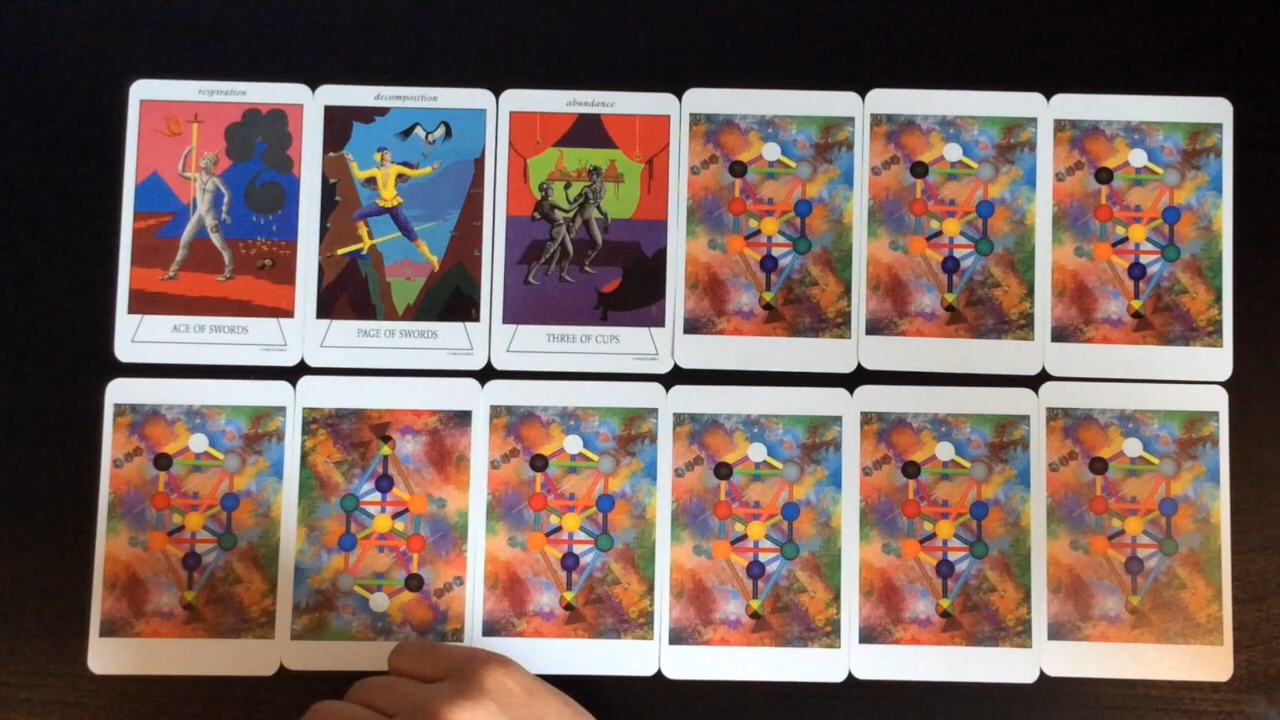 respiration
ACE OF SWORDS
decomposition
PAGE OF SWORDS
abundance
THREE OF CUPS